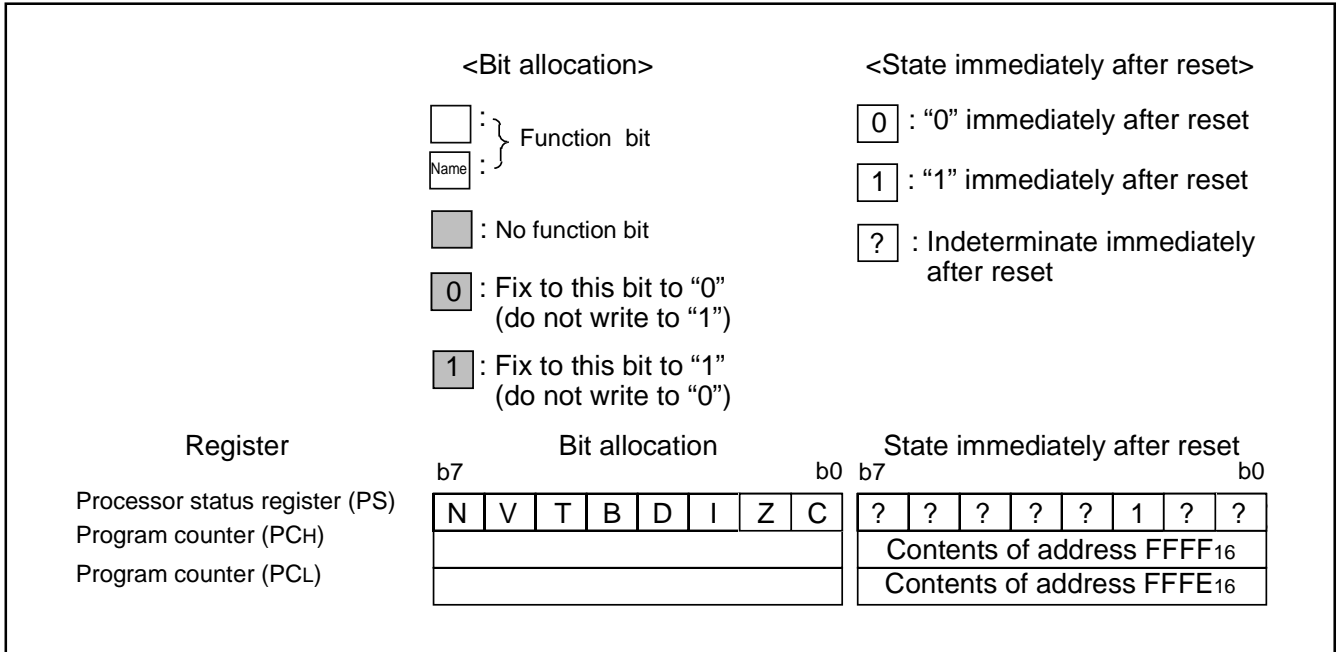 <Bit allocation>
:
Function bit
Name :
: No function bit
0 : Fix to this bit to “0”
(do not write to “1”)
1 : Fix to this bit to “1”
(do not write to “0”)
<State immediately after reset>
0 : “0” immediately after reset
1 : “1” immediately after reset
? : Indeterminate immediately
after reset
Register Bit allocation State immediately after reset
b7 b0 b7 b0
Processor status register (PS) N V T B D I Z C ? ? ? ? ? 1 ? ?
Program counter (PCH) Contents of address FFFF16
Program counter (PCL) Contents of address FFFE16